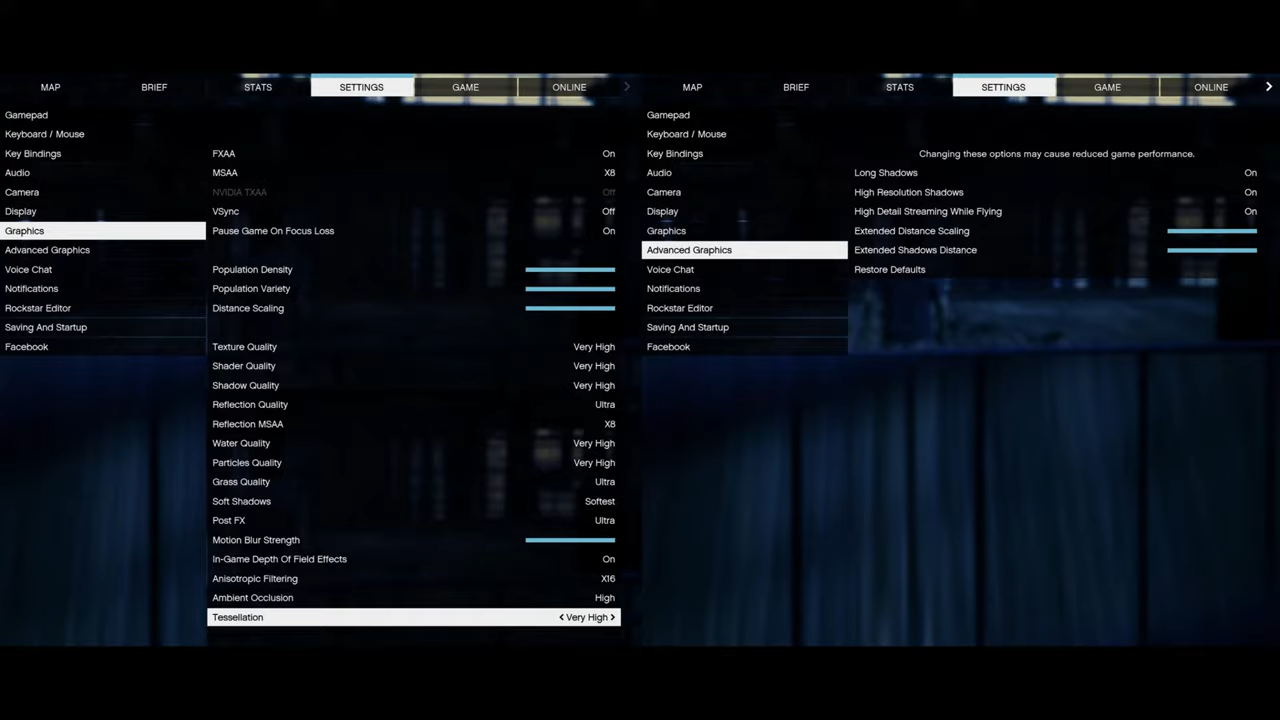 MAP BRIEF STATS SETTINGS GAME ONLINE
Gamepad
Keyboard / Mouse
Key Bindings
Audio
Camera
Display
Graphics
Advanced Graphics
Voice Chat
Notifications
Rockstar Editor
Saving And Startup
Facebook
FXAA On
MSAA X8
NVIDIA TXAA Off
VSync Off
Pause Game On Focus Loss On
Population Density
Population Variety
Distance Scaling
Texture Quality Very High
Shader Quality Very High
Shadow Quality Very High
Reflection Quality Ultra
Reflection MSAA X8
Water Quality Very High
Particles Quality Very High
Grass Quality Ultra
Soft Shadows Softest
Post FX Ultra
Motion Blur Strength
In-Game Depth Of Field Effects On
Anisotropic Filtering X16
Ambient Occlusion High
Tessellation < Very High >
MAP BRIEF STATS SETTINGS GAME ONLINE
Gamepad
Keyboard / Mouse
Key Bindings
Audio
Camera
Display
Graphics
Advanced Graphics
Voice Chat
Notifications
Rockstar Editor
Saving And Startup
Facebook
Changing these options may cause reduced game performance.
Long Shadows On
High Resolution Shadows On
High Detail Streaming While Flying On
Extended Distance Scaling
Extended Shadows Distance
Restore Defaults